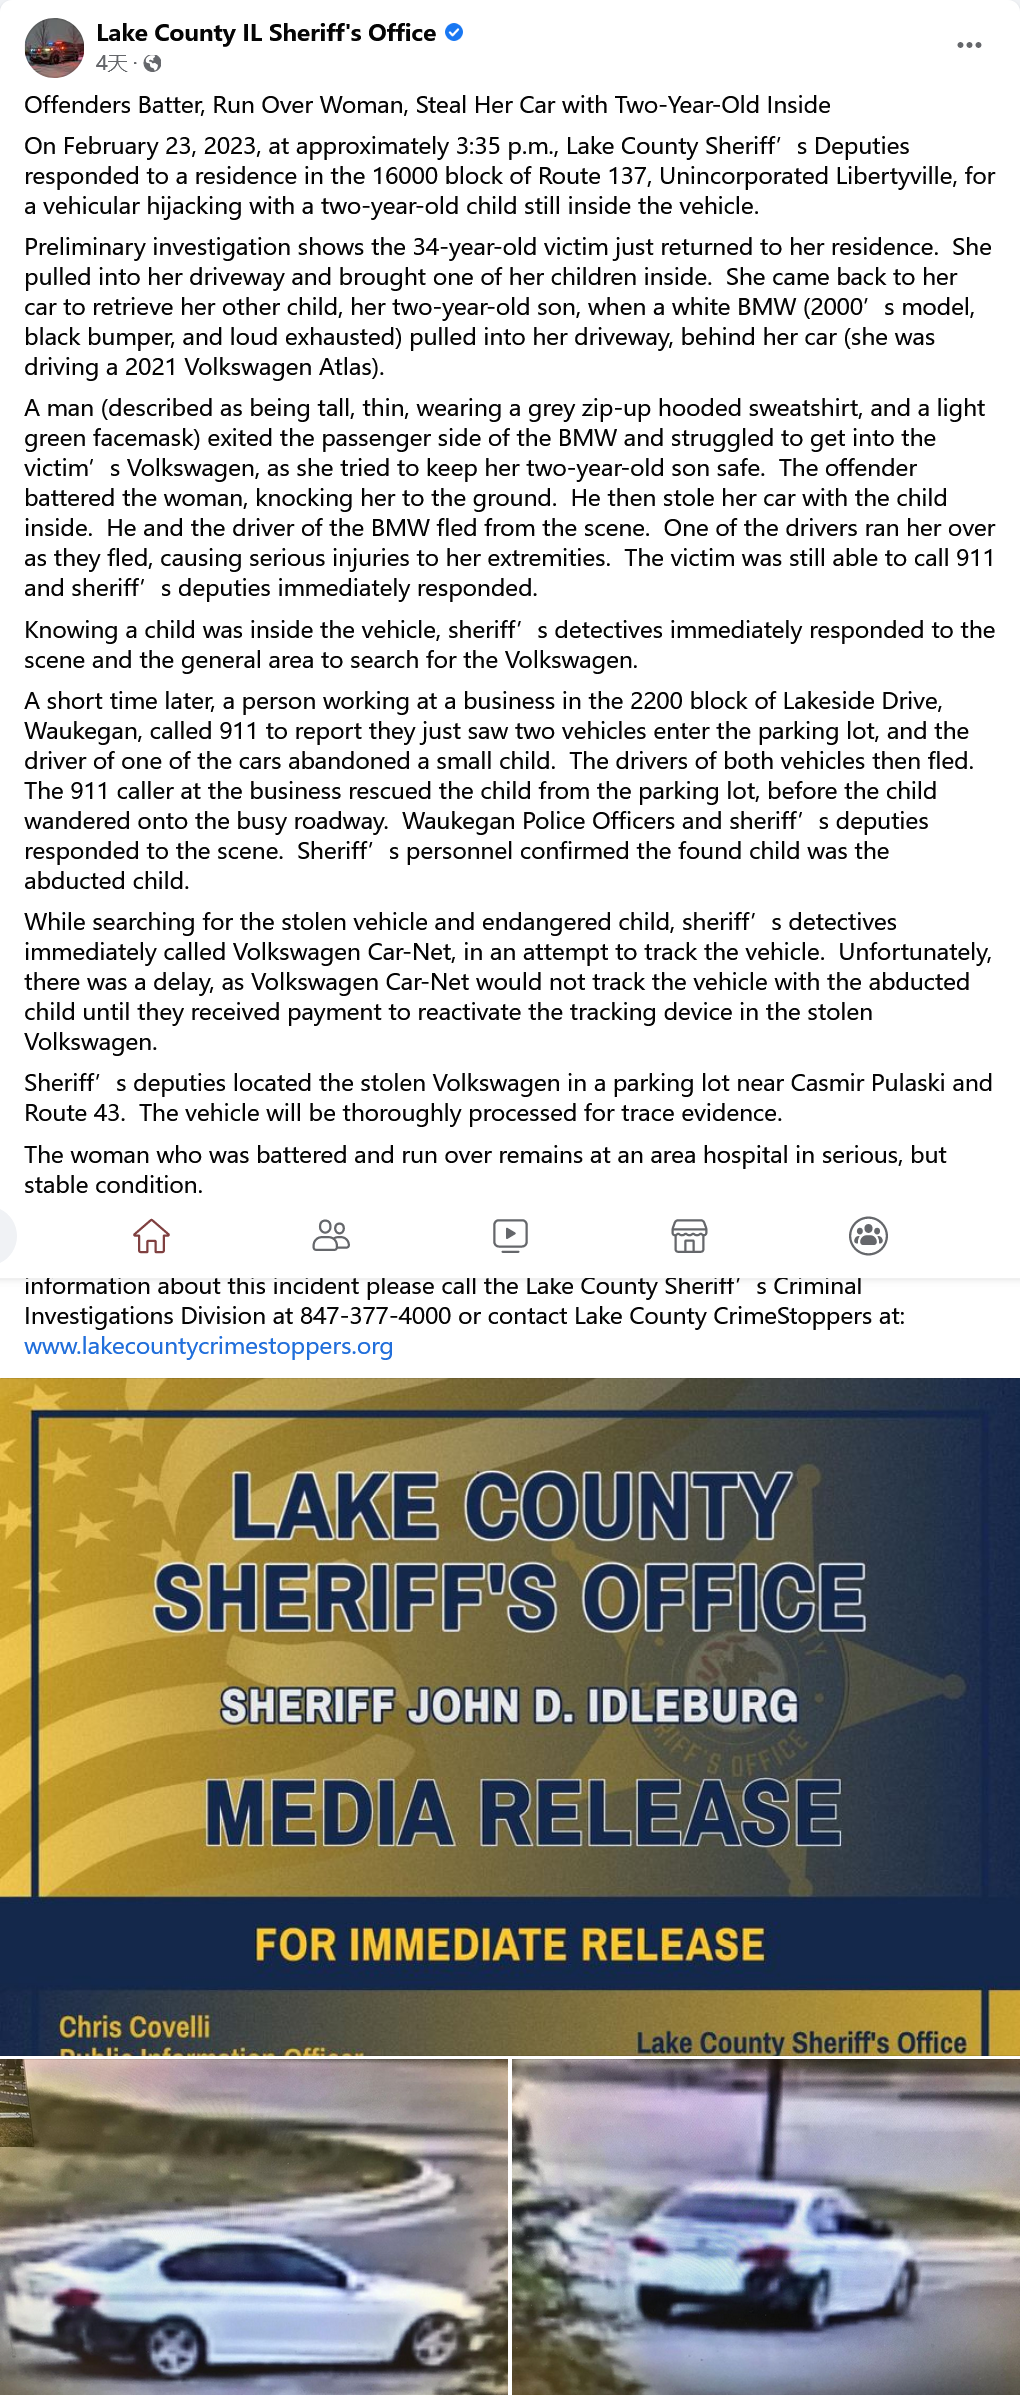 Lake County IL Sheriff's Office
4天 ·
Offenders Batter, Run Over Woman, Steal Her Car with Two-Year-Old Inside
On February 23, 2023, at approximately 3:35 p.m., Lake County Sheriff’s Deputies
responded to a residence in the 16000 block of Route 137, Unincorporated Libertyville, for
a vehicular hijacking with a two-year-old child still inside the vehicle.
Preliminary investigation shows the 34-year-old victim just returned to her residence.  She
pulled into her driveway and brought one of her children inside.  She came back to her
car to retrieve her other child, her two-year-old son, when a white BMW (2000’s model,
black bumper, and loud exhausted) pulled into her driveway, behind her car (she was
driving a 2021 Volkswagen Atlas).
A man (described as being tall, thin, wearing a grey zip-up hooded sweatshirt, and a light
green facemask) exited the passenger side of the BMW and struggled to get into the
victim’s Volkswagen, as she tried to keep her two-year-old son safe.  The offender
battered the woman, knocking her to the ground.  He then stole her car with the child
inside.  He and the driver of the BMW fled from the scene.  One of the drivers ran her over
as they fled, causing serious injuries to her extremities.  The victim was still able to call 911
and sheriff’s deputies immediately responded.
Knowing a child was inside the vehicle, sheriff’s detectives immediately responded to the
scene and the general area to search for the Volkswagen.
A short time later, a person working at a business in the 2200 block of Lakeside Drive,
Waukegan, called 911 to report they just saw two vehicles enter the parking lot, and the
driver of one of the cars abandoned a small child.  The drivers of both vehicles then fled.
The 911 caller at the business rescued the child from the parking lot, before the child
wandered onto the busy roadway.  Waukegan Police Officers and sheriff’s deputies
responded to the scene.  Sheriff’s personnel confirmed the found child was the
abducted child.
While searching for the stolen vehicle and endangered child, sheriff’s detectives
immediately called Volkswagen Car-Net, in an attempt to track the vehicle.  Unfortunately,
there was a delay, as Volkswagen Car-Net would not track the vehicle with the abducted
child until they received payment to reactivate the tracking device in the stolen
Volkswagen.
Sheriff’s deputies located the stolen Volkswagen in a parking lot near Casmir Pulaski and
Route 43.  The vehicle will be thoroughly processed for trace evidence.
The woman who was battered and run over remains at an area hospital in serious, but
stable condition.
information about this incident please call the Lake County Sheriff’s Criminal
Investigations Division at 847-377-4000 or contact Lake County CrimeStoppers at:
www.lakecountycrimestoppers.org
LAKE COUNTY
SHERIFF'S OFFICE
SHERIFF JOHN D. IDLEBURG
MEDIA RELEASE
FOR IMMEDIATE RELEASE
Chris Covelli
Public Information Officer
Lake County Sheriff's Office